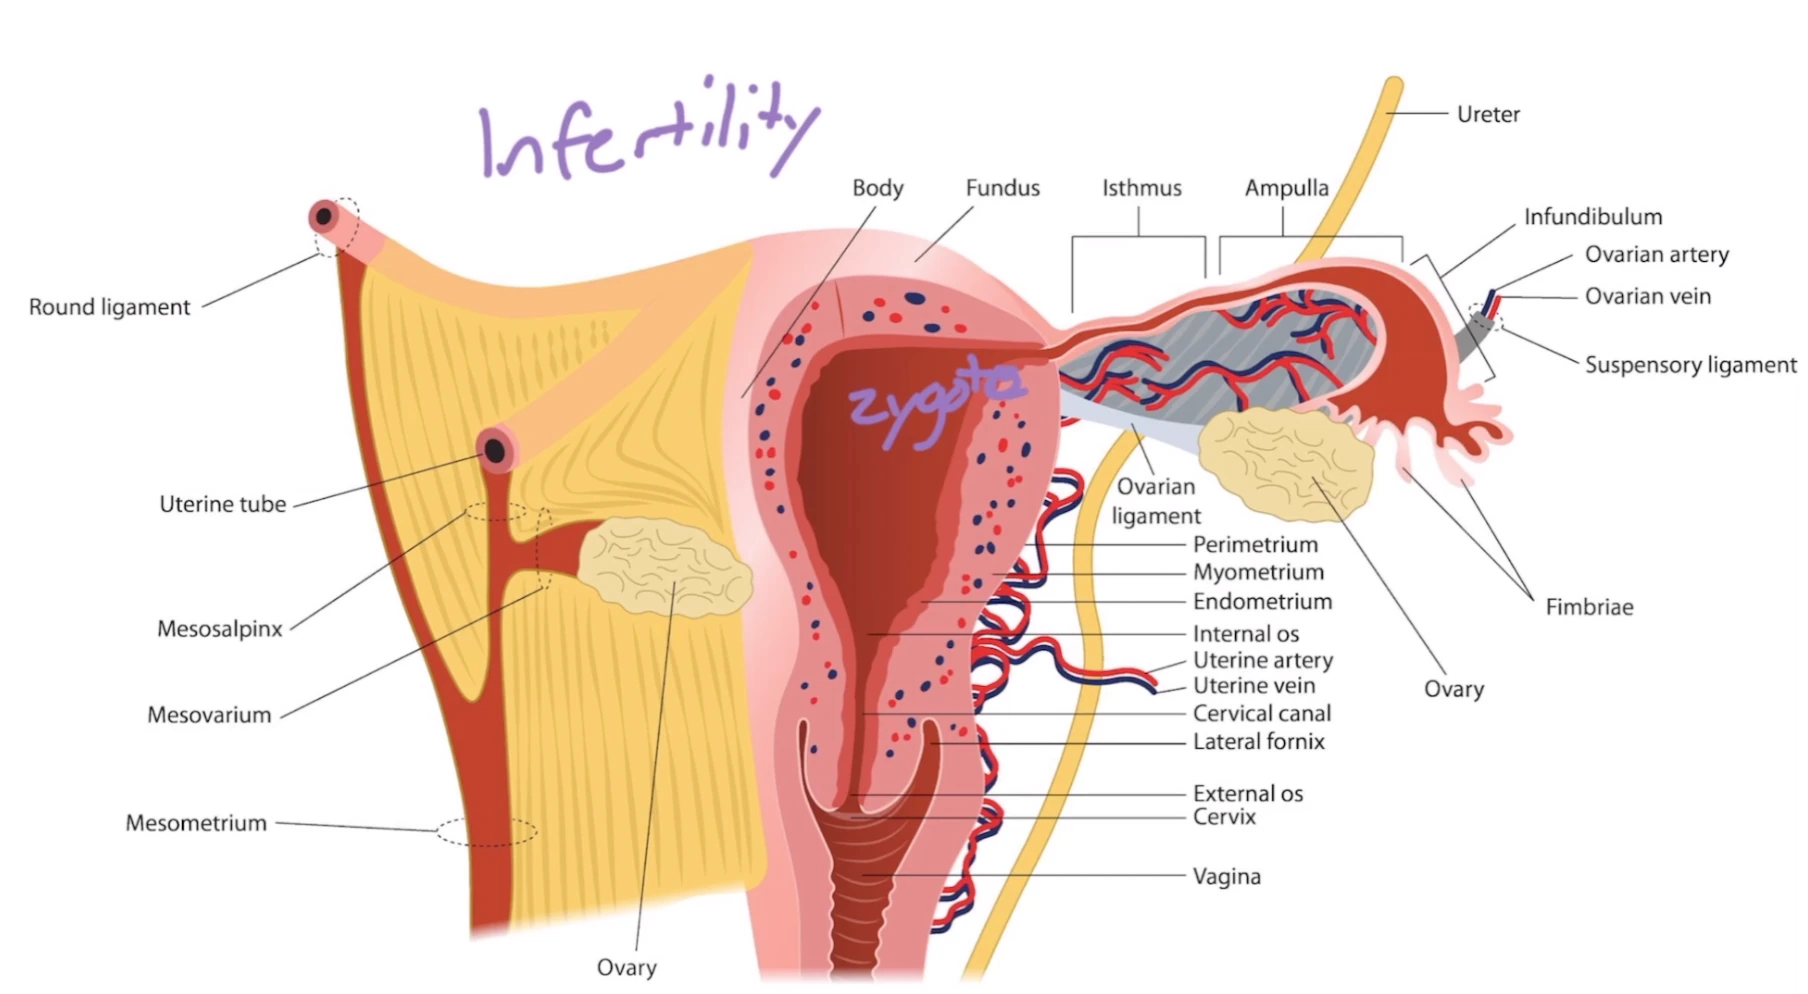 Infertility
Ureter
Body
Fundus
Isthmus
Ampulla
Infundibulum
Ovarian artery
Ovarian vein
Round ligament
Suspensory ligament
zygote
Uterine tube
Ovarian
ligament
Perimetrium
Myometrium
Endometrium
Fimbriae
Mesosalpinx
Internal os
Uterine artery
Uterine vein
Ovary
Mesovarium
Cervical canal
Lateral fornix
External os
Cervix
Mesometrium
Vagina
Ovary